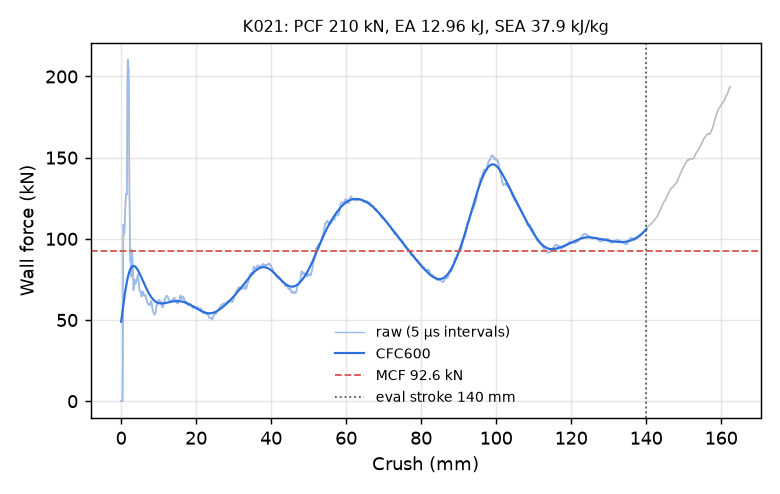 K021: PCF 210 kN, EA 12.96 kJ, SEA 37.9 kJ/kg
Wall force (kN)
200
150
100
50
0
raw (5 µs intervals)
CFC600
MCF 92.6 kN
eval stroke 140 mm
0 20 40 60 80 100 120 140 160
Crush (mm)